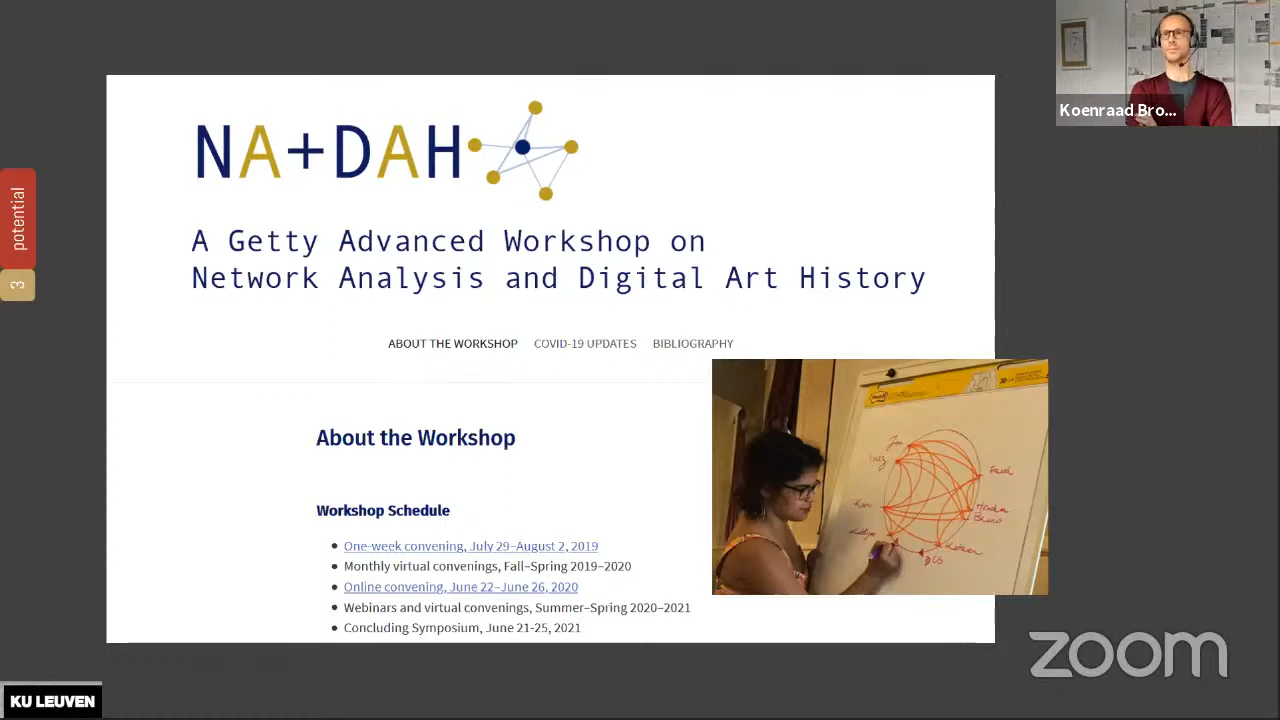 NA+DAH
A Getty Advanced Workshop on
Network Analysis and Digital Art History
ABOUT THE WORKSHOP COVID-19 UPDATES BIBLIOGRAPHY
About the Workshop
Workshop Schedule
One-week convening, July 29–August 2, 2019
Monthly virtual convenings, Fall–Spring 2019–2020
Online convening, June 22–June 26, 2020
Webinars and virtual convenings, Summer–Spring 2020–2021
Concluding Symposium, June 21-25, 2021
Koenraad Bro...
potential
3
zoom
KU LEUVEN